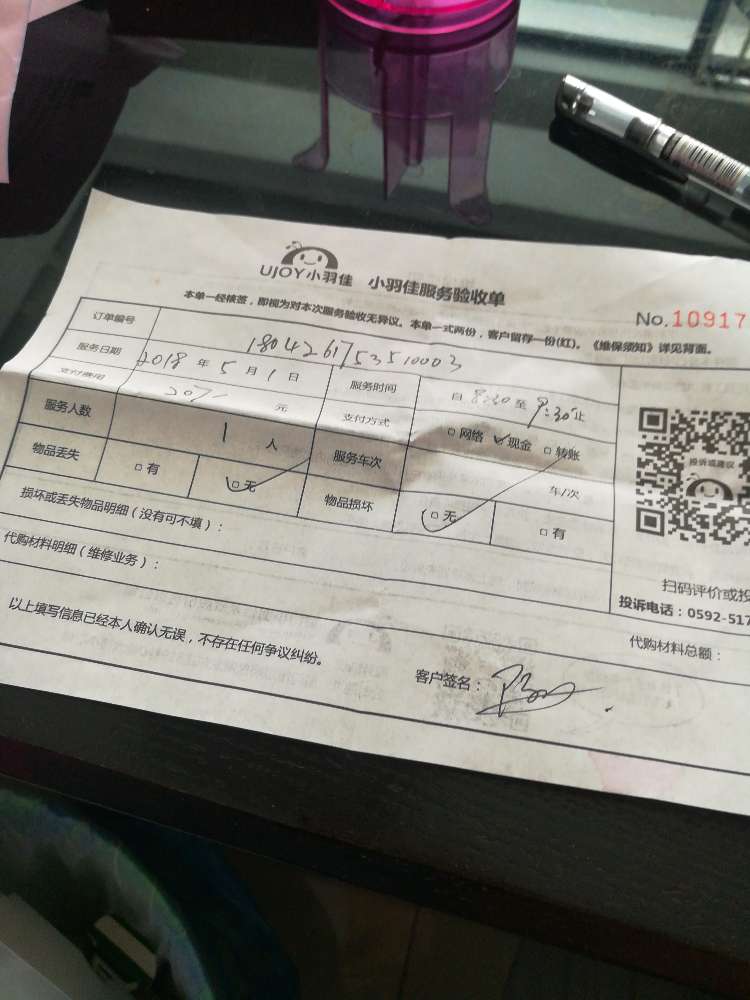 UJOY小羽佳 小羽佳服务验收单
No.10917
本单一经核签，即视为对本次服务验收无异议。本单一式两份，客户留存一份(红)。《维保须知》详见背面。
订单编号 1804261753510003
服务日期 2018 年 5 月 1 日 服务时间 自 8:30 至 9:30 止
支付费用 元 支付方式 □网络 ☑现金 □转账
服务人数 1 人 服务车次 车/次
物品丢失 □有 ☑无 物品损坏 ☑无 □有
损坏或丢失物品明细（没有可不填）：
代购材料明细（维修业务）：
投诉或建议
扫码评价或投
投诉电话：0592-517
代购材料总额：
以上填写信息已经本人确认无误，不存在任何争议纠纷。
客户签名：